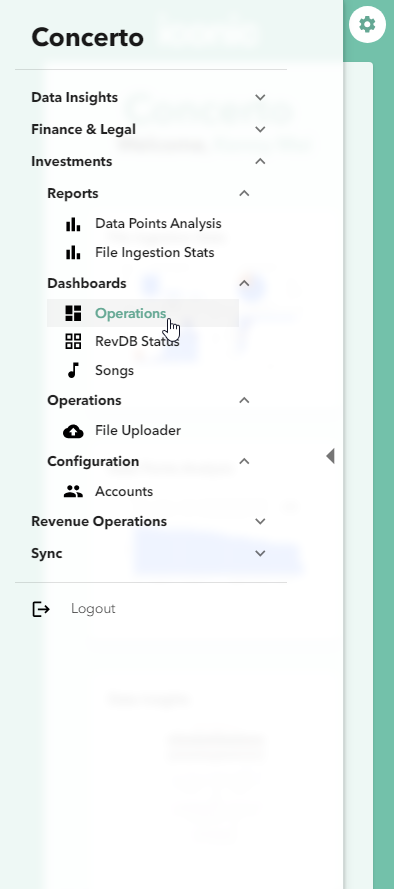 Concerto
Data Insights
Finance & Legal
Investments
Reports
Data Points Analysis
File Ingestion Stats
Dashboards
Operations
RevDB Status
Songs
Operations
File Uploader
Configuration
Accounts
Revenue Operations
Sync
Logout